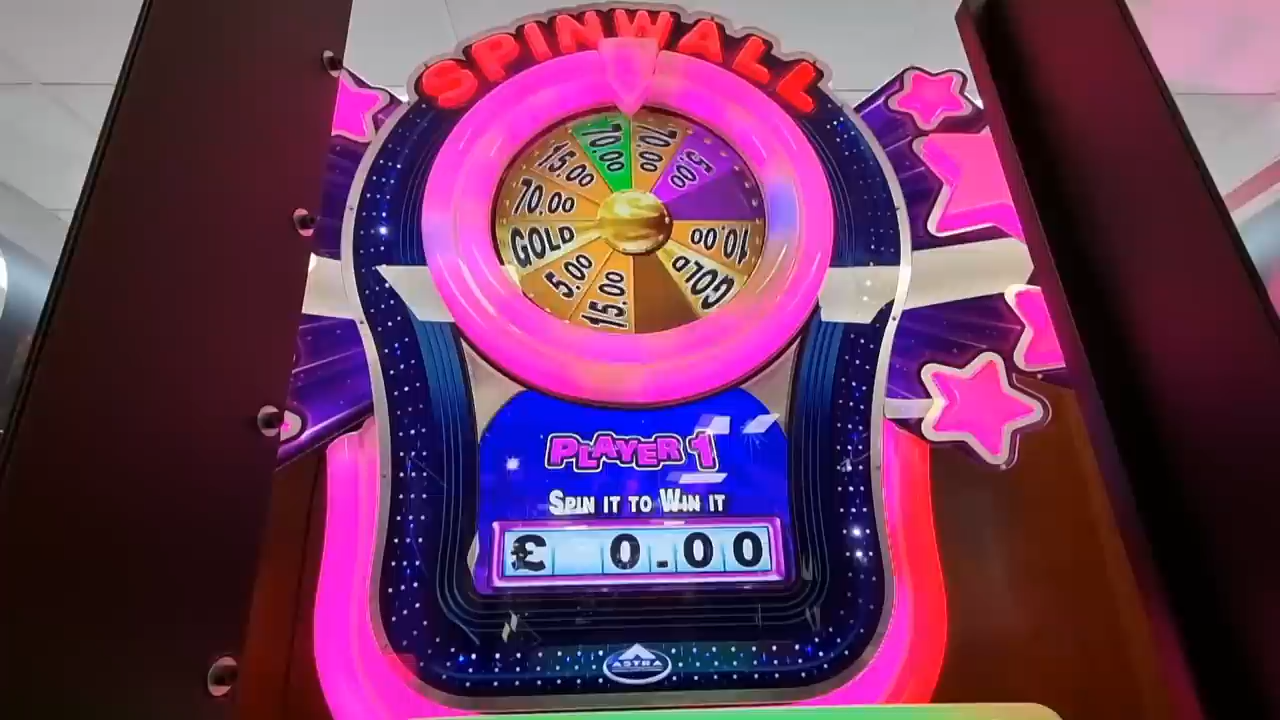 SPINWALL
70.00
70.00
5.00
10.00
GOLD
15.00
5.00
GOLD
70.00
15.00
PLAYER 1
SPIN IT TO WIN IT
£ 0.00
ASTRA